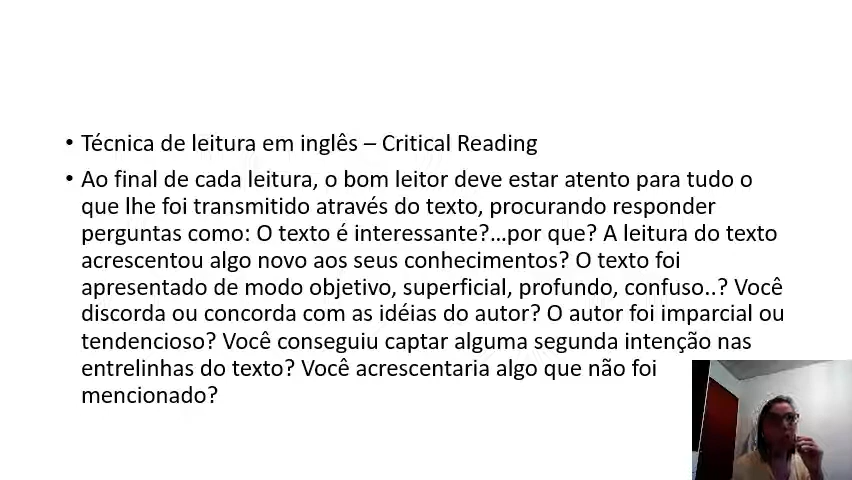 • Técnica de leitura em inglês – Critical Reading
• Ao final de cada leitura, o bom leitor deve estar atento para tudo o
que lhe foi transmitido através do texto, procurando responder
perguntas como: O texto é interessante?...por que? A leitura do texto
acrescentou algo novo aos seus conhecimentos? O texto foi
apresentado de modo objetivo, superficial, profundo, confuso..? Você
discorda ou concorda com as idéias do autor? O autor foi imparcial ou
tendencioso? Você conseguiu captar alguma segunda intenção nas
entrelinhas do texto? Você acrescentaria algo que não foi
mencionado?